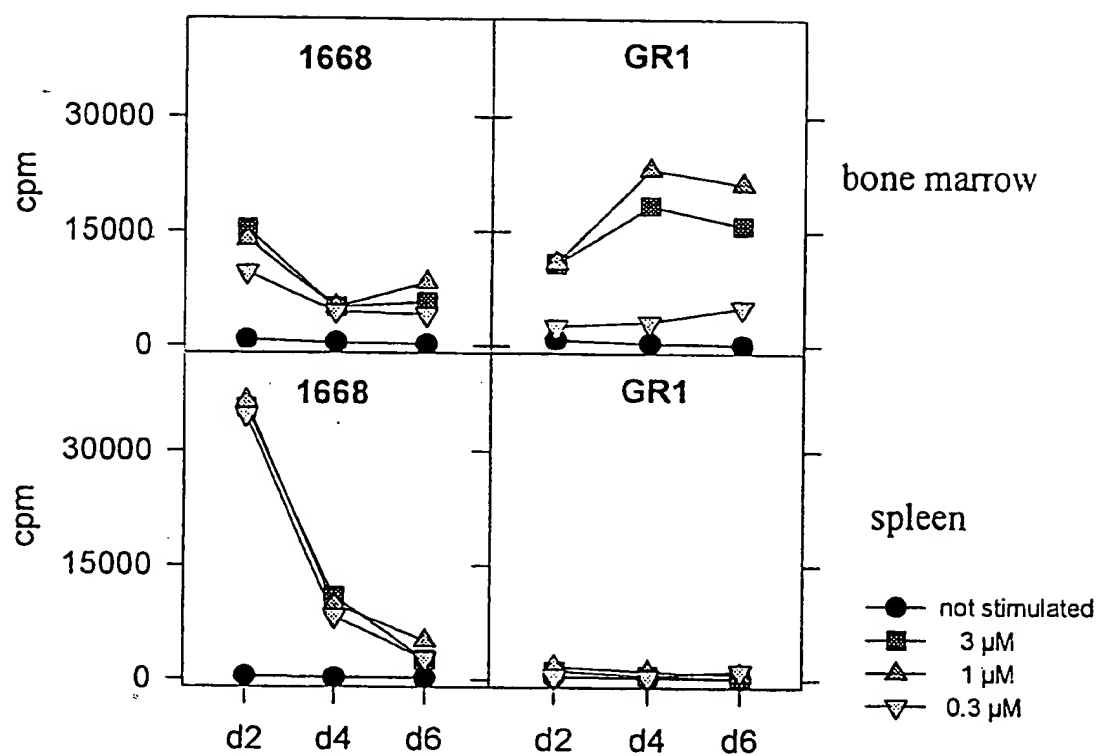 1668
GR1
30000
15000
0
cpm
bone marrow
1668
GR1
30000
15000
0
cpm
spleen
not stimulated
3 µM
1 µM
0.3 µM
d2 d4 d6 d2 d4 d6